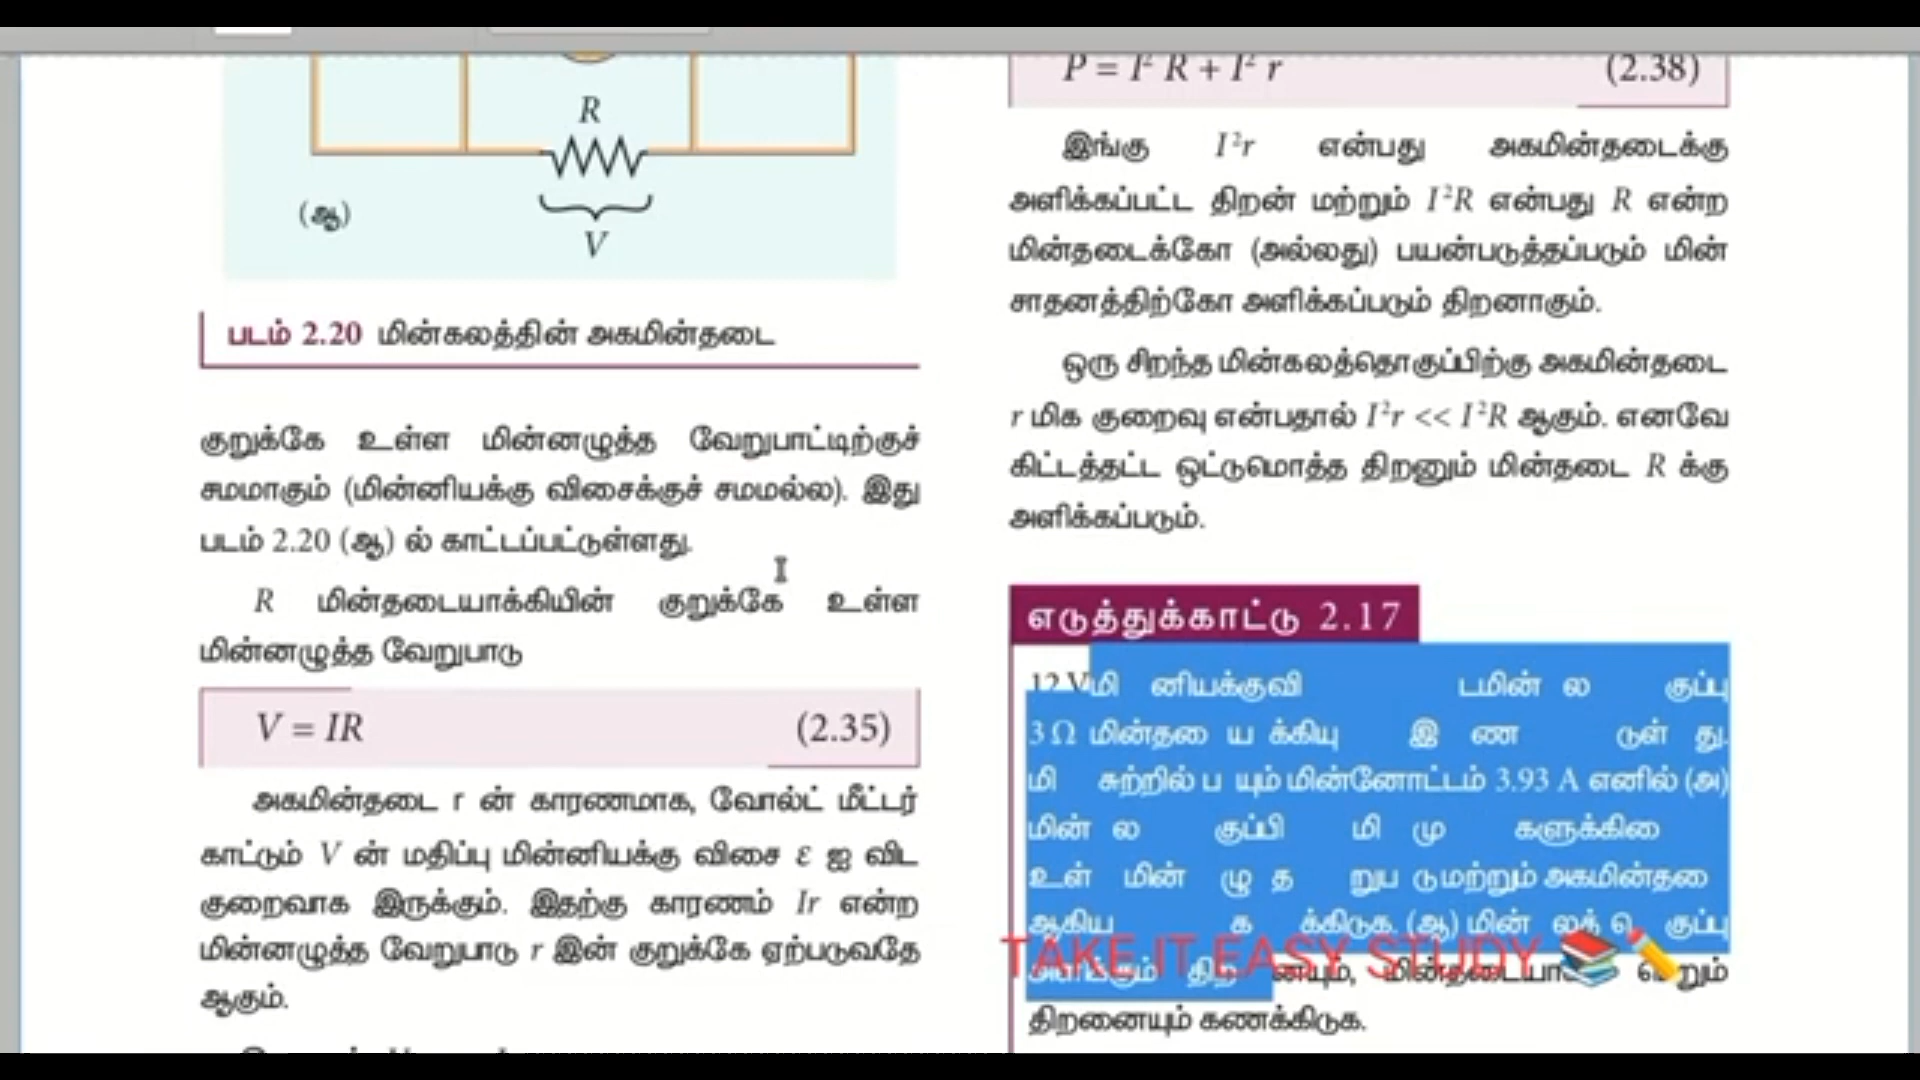 R
(ஆ)
V
படம் 2.20 மின்கலத்தின் அகமின்தடை
குறுக்கே உள்ள மின்னழுத்த வேறுபாட்டிற்குச்
சமமாகும் (மின்னியக்கு விசைக்குச் சமமல்ல). இது
படம் 2.20 (ஆ) ல் காட்டப்பட்டுள்ளது.
R மின்தடையாக்கியின் குறுக்கே உள்ள
மின்னழுத்த வேறுபாடு
V = IR (2.35)
அகமின்தடை r ன் காரணமாக, வோல்ட் மீட்டர்
காட்டும் V ன் மதிப்பு மின்னியக்கு விசை ε ஐ விட
குறைவாக இருக்கும். இதற்கு காரணம் Ir என்ற
மின்னழுத்த வேறுபாடு r இன் குறுக்கே ஏற்படுவதே
ஆகும்.
P = I² R + I² r (2.38)
இங்கு I²r என்பது அகமின்தடைக்கு
அளிக்கப்பட்ட திறன் மற்றும் I²R என்பது R என்ற
மின்தடைக்கோ (அல்லது) பயன்படுத்தப்படும் மின்
சாதனத்திற்கோ அளிக்கப்படும் திறனாகும்.
ஒரு சிறந்த மின்கலத்தொகுப்பிற்கு அகமின்தடை
r மிக குறைவு என்பதால் I²r << I²R ஆகும். எனவே
கிட்டத்தட்ட ஒட்டுமொத்த திறனும் மின்தடை R க்கு
அளிக்கப்படும்.
எடுத்துக்காட்டு 2.17
12 V
3 Ω
சுற்றில் மின்னோட்டம் 3.93 A எனில் (அ)
மற்றும்
(ஆ)
TAKE IT EASY STUDY
அளிக்கும்
திறனையும் கணக்கிடுக.